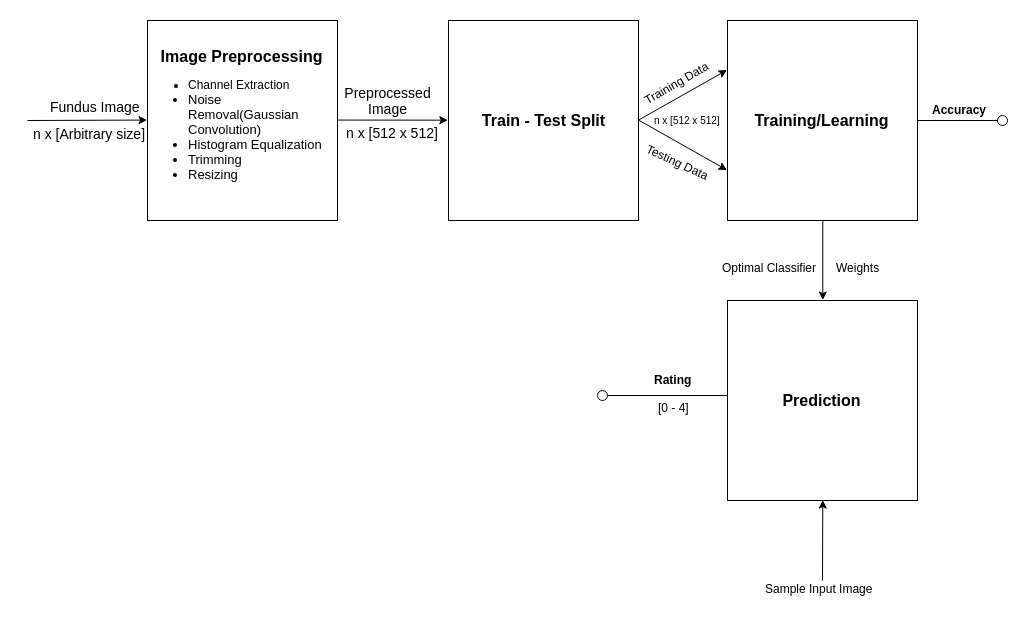 Fundus Image
n x [Arbitrary size]
Image Preprocessing
• Channel Extraction
• Noise
Removal(Gaussian
Convolution)
• Histogram Equalization
• Trimming
• Resizing
Preprocessed
Image
n x [512 x 512]
Train - Test Split
Training Data
n x [512 x 512]
Testing Data
Training/Learning
Accuracy
Optimal Classifier
Weights
Rating
[0 - 4]
Prediction
Sample Input Image